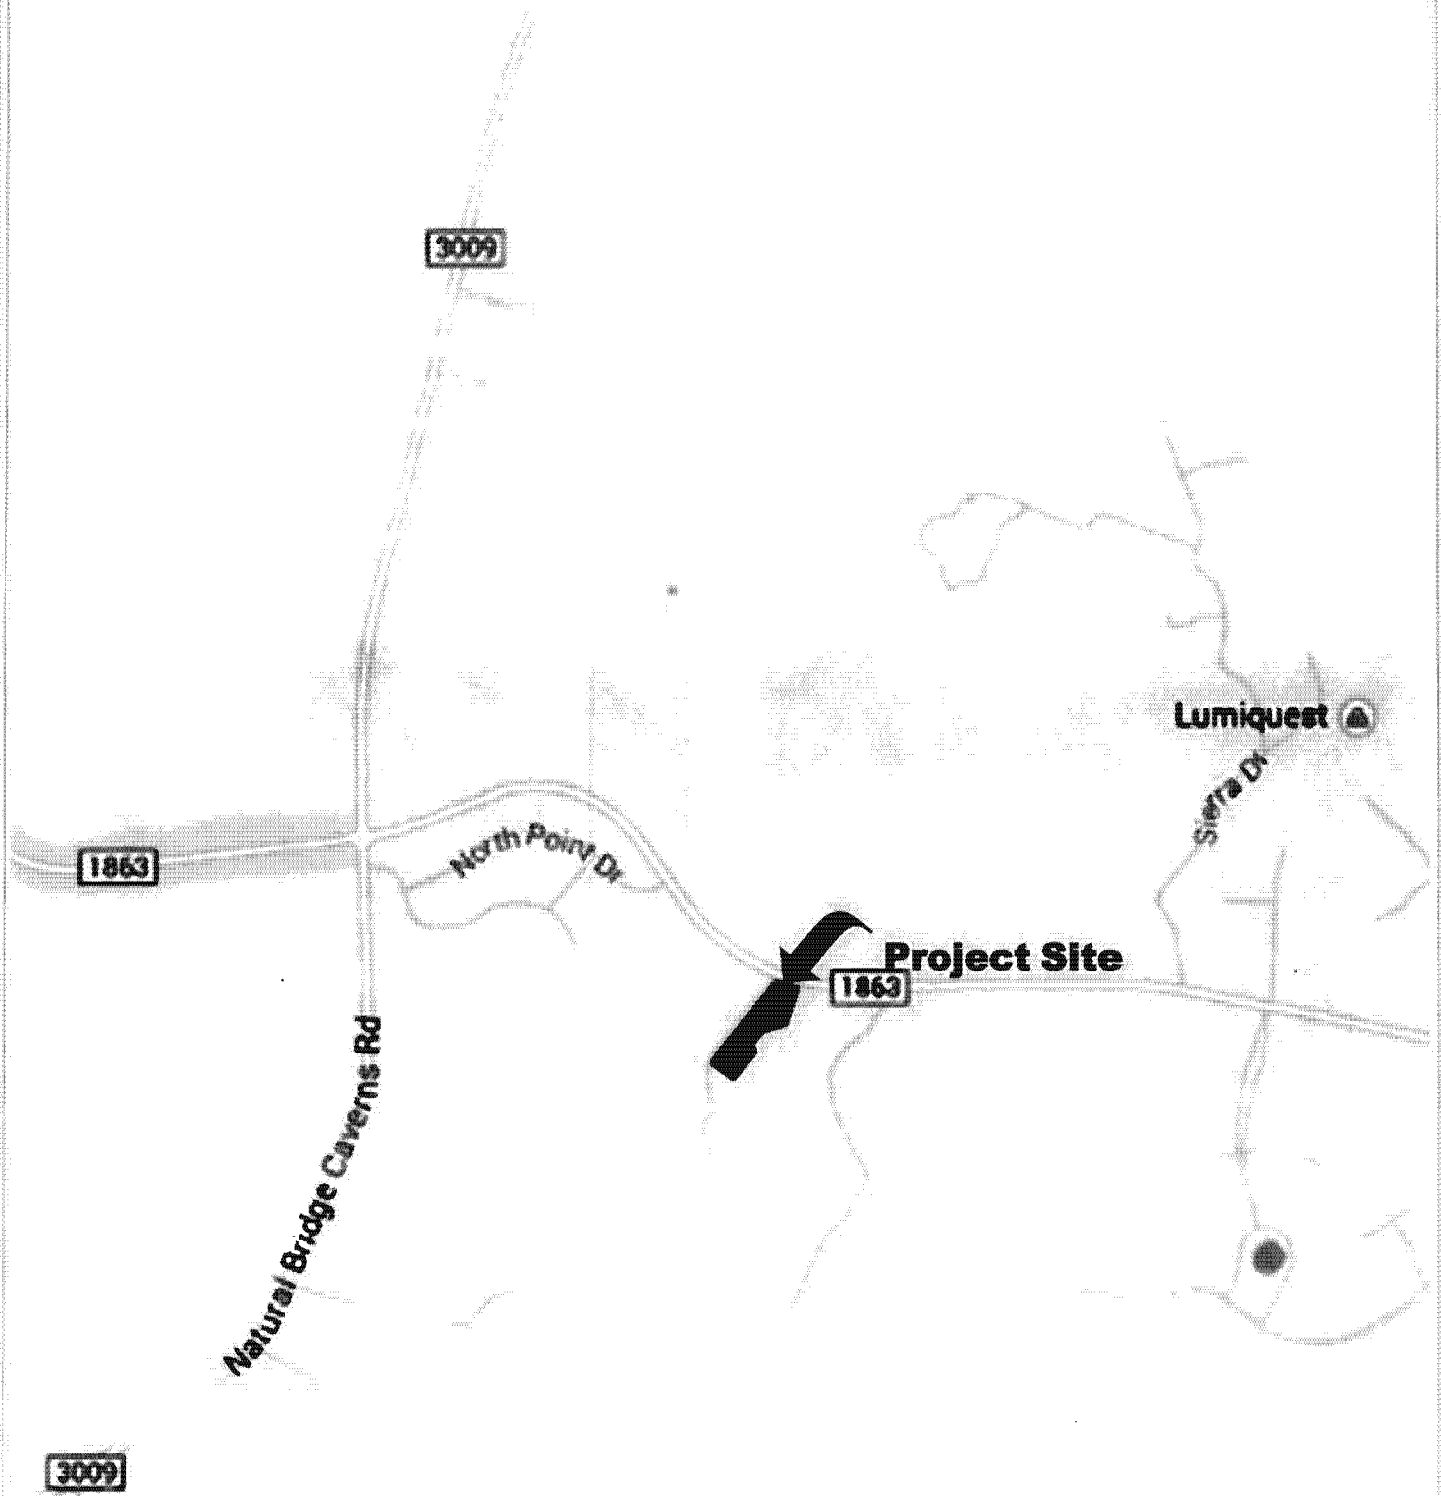 3009
Lumiquest
Sierra Dr
North Point Dr
1863
Project Site
1863
Natural Bridge Caverns Rd
3009